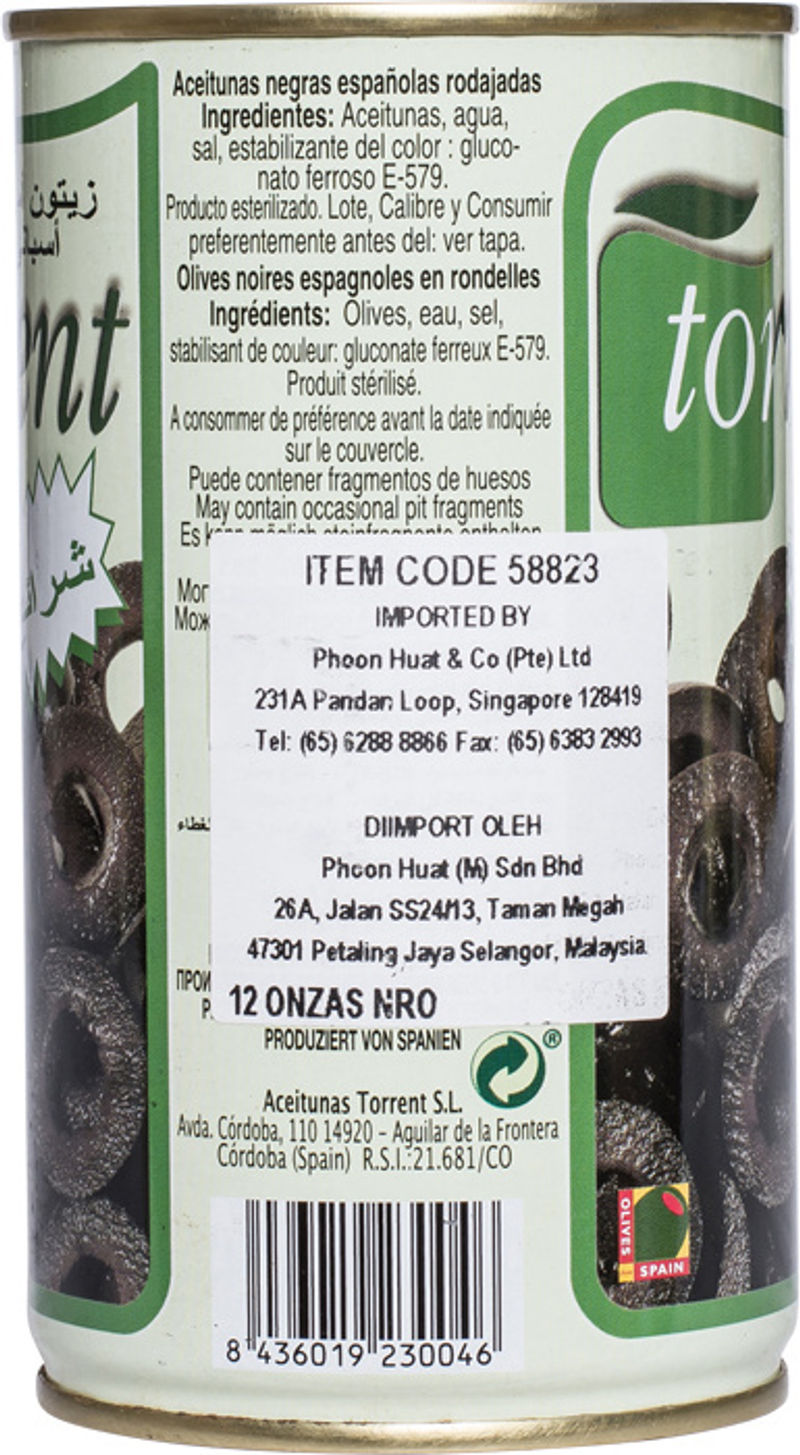 Aceitunas negras españolas rodajadas
Ingredientes: Aceitunas, agua,
sal, estabilizante del color : gluco-
nato ferroso E-579.
Producto esterilizado. Lote, Calibre y Consumir
preferentemente antes del: ver tapa.
Olives noires espagnoles en rondelles
Ingrédients: Olives, eau, sel,
stabilisant de couleur: gluconate ferreux E-579.
Produit stérilisé.
A consommer de préférence avant la date indiquée
sur le couvercle.
Puede contener fragmentos de huesos
May contain occasional pit fragments
Es
زيتون
ent
tor
ITEM CODE 58823
IMPORTED BY
Phoon Huat & Co (Pte) Ltd
231A Pandan Loop, Singapore 128419
Tel: (65) 6288 8866 Fax: (65) 6383 2993
DIIMPORT OLEH
Phoon Huat (M) Sdn Bhd
26A, Jalan SS24/13, Taman Megah
47301 Petaling Jaya Selangor, Malaysia
12 ONZAS NRO
PRODUZIERT VON SPANIEN
®
Aceitunas Torrent S.L.
Avda. Córdoba, 110 14920 - Aguilar de la Frontera
Córdoba (Spain) R.S.I.:21.681/CO
OLIVES
SPAIN
8 436019 230046